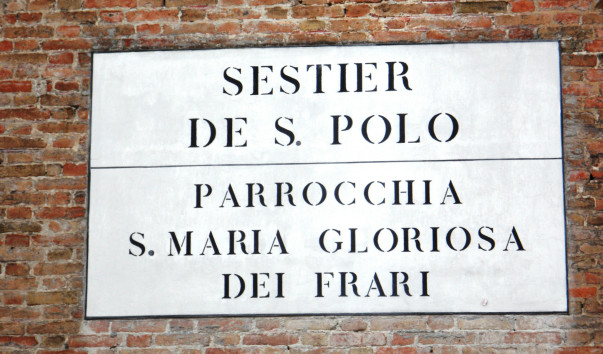 SESTIER
DE S. POLO
PARROCCHIA
S. MARIA GLORIOSA
DEI FRARI